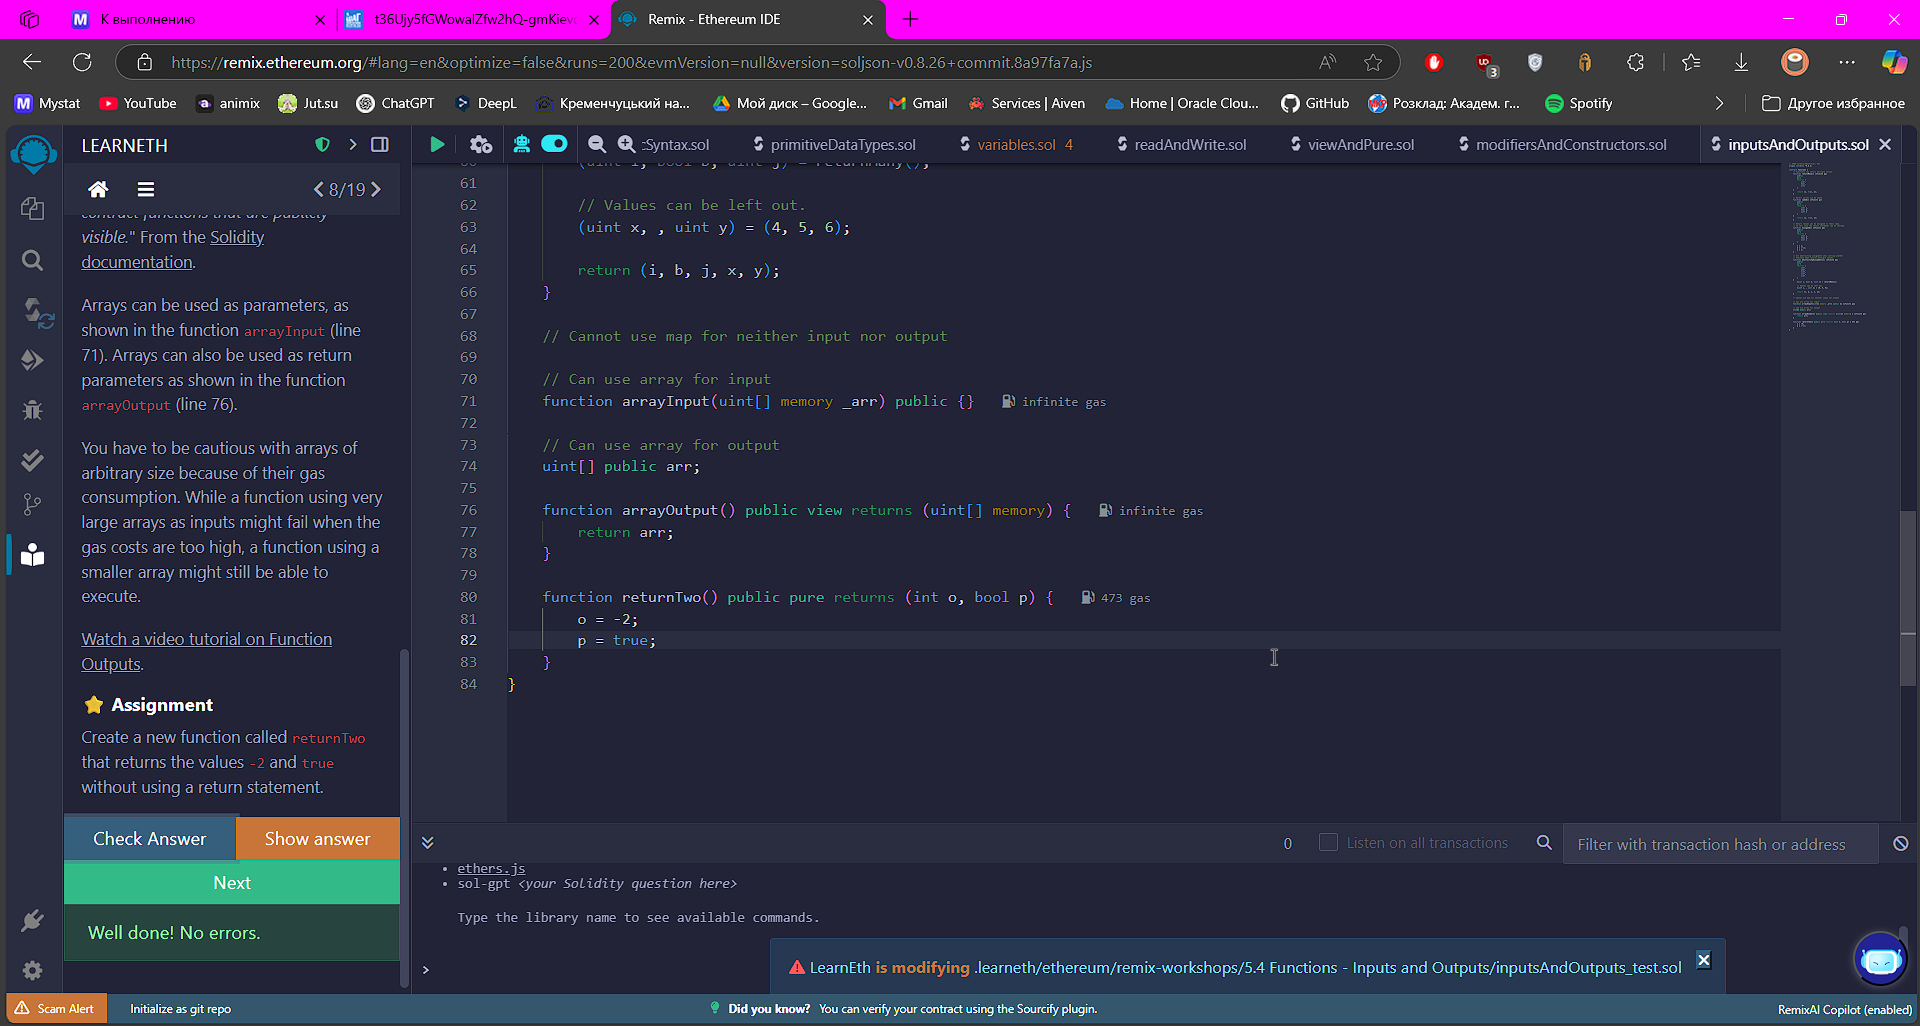 К выполнению
t36Ujy5fGWowalZfw2hQ-gmKiev
Remix - Ethereum IDE
https://remix.ethereum.org/#lang=en&optimize=false&runs=200&evmVersion=null&version=soljson-v0.8.26+commit.8a97fa7a.js
3
Mystat
YouTube
animix
Jut.su
ChatGPT
DeepL
Кременчуцький на...
Мой диск – Google...
Gmail
Services | Aiven
Home | Oracle Clou...
GitHub
Розклад: Академ. г...
Spotify
Другое избранное
LEARNETH
:Syntax.sol
primitiveDataTypes.sol
variables.sol 4
readAndWrite.sol
viewAndPure.sol
modifiersAndConstructors.sol
inputsAndOutputs.sol
8/19
contract functions that are publicly
visible." From the Solidity
documentation.
Arrays can be used as parameters, as
shown in the function arrayInput (line
71). Arrays can also be used as return
parameters as shown in the function
arrayOutput (line 76).
You have to be cautious with arrays of
arbitrary size because of their gas
consumption. While a function using very
large arrays as inputs might fail when the
gas costs are too high, a function using a
smaller array might still be able to
execute.
Watch a video tutorial on Function
Outputs.
Assignment
Create a new function called returnTwo
that returns the values -2 and true
without using a return statement.
Check Answer
Show answer
Next
Well done! No errors.
60 (uint i, bool b, uint j) = returnMany();
61
62 // Values can be left out.
63 (uint x, , uint y) = (4, 5, 6);
64
65 return (i, b, j, x, y);
66 }
67
68 // Cannot use map for neither input nor output
69
70 // Can use array for input
71 function arrayInput(uint[] memory _arr) public {} infinite gas
72
73 // Can use array for output
74 uint[] public arr;
75
76 function arrayOutput() public view returns (uint[] memory) { infinite gas
77 return arr;
78 }
79
80 function returnTwo() public pure returns (int o, bool p) { 473 gas
81 o = -2;
82 p = true;
83 }
84 }
0
Listen on all transactions
Filter with transaction hash or address
• ethers.js
• sol-gpt <your Solidity question here>
Type the library name to see available commands.
>
LearnEth is modifying .learneth/ethereum/remix-workshops/5.4 Functions - Inputs and Outputs/inputsAndOutputs_test.sol
Scam Alert
Initialize as git repo
Did you know? You can verify your contract using the Sourcify plugin.
RemixAI Copilot (enabled)